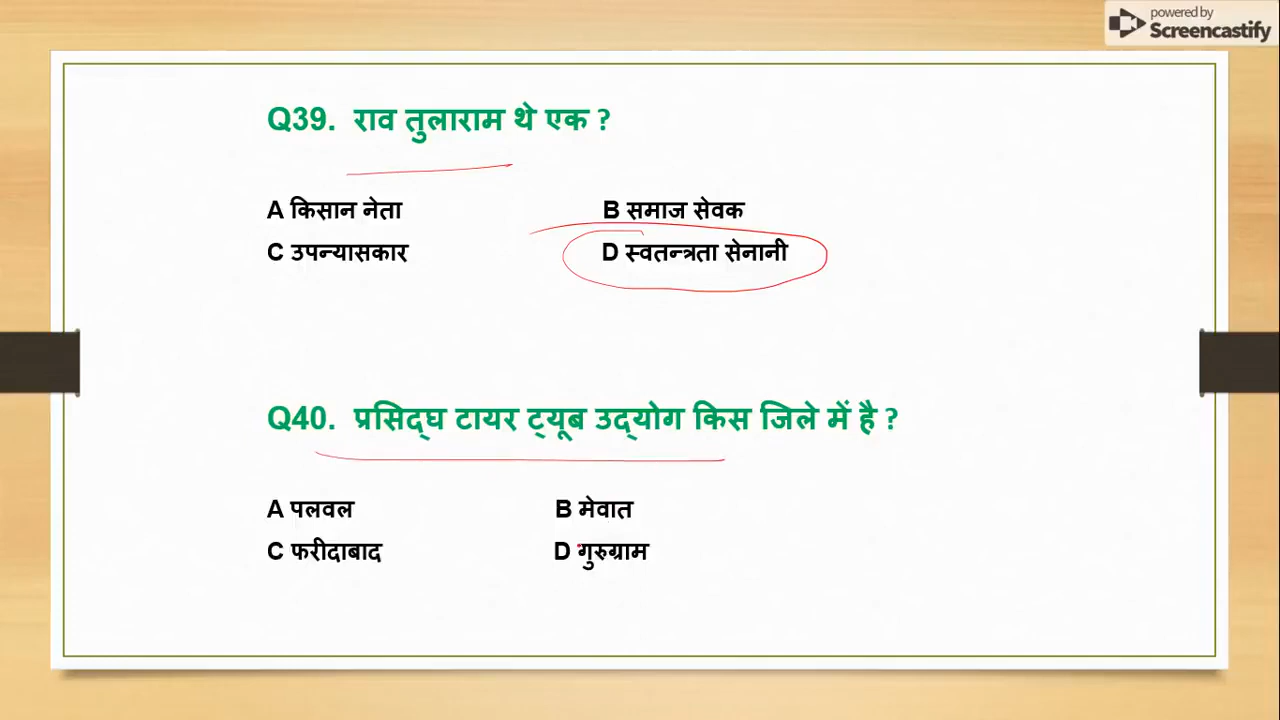 powered by
Screencastify
Q39. राव तुलाराम थे एक ?
A किसान नेता B समाज सेवक
C उपन्यासकार D स्वतन्त्रता सेनानी
Q40. प्रसिद्घ टायर ट्यूब उद्योग किस जिले में है ?
A पलवल B मेवात
C फरीदाबाद D गुरुग्राम